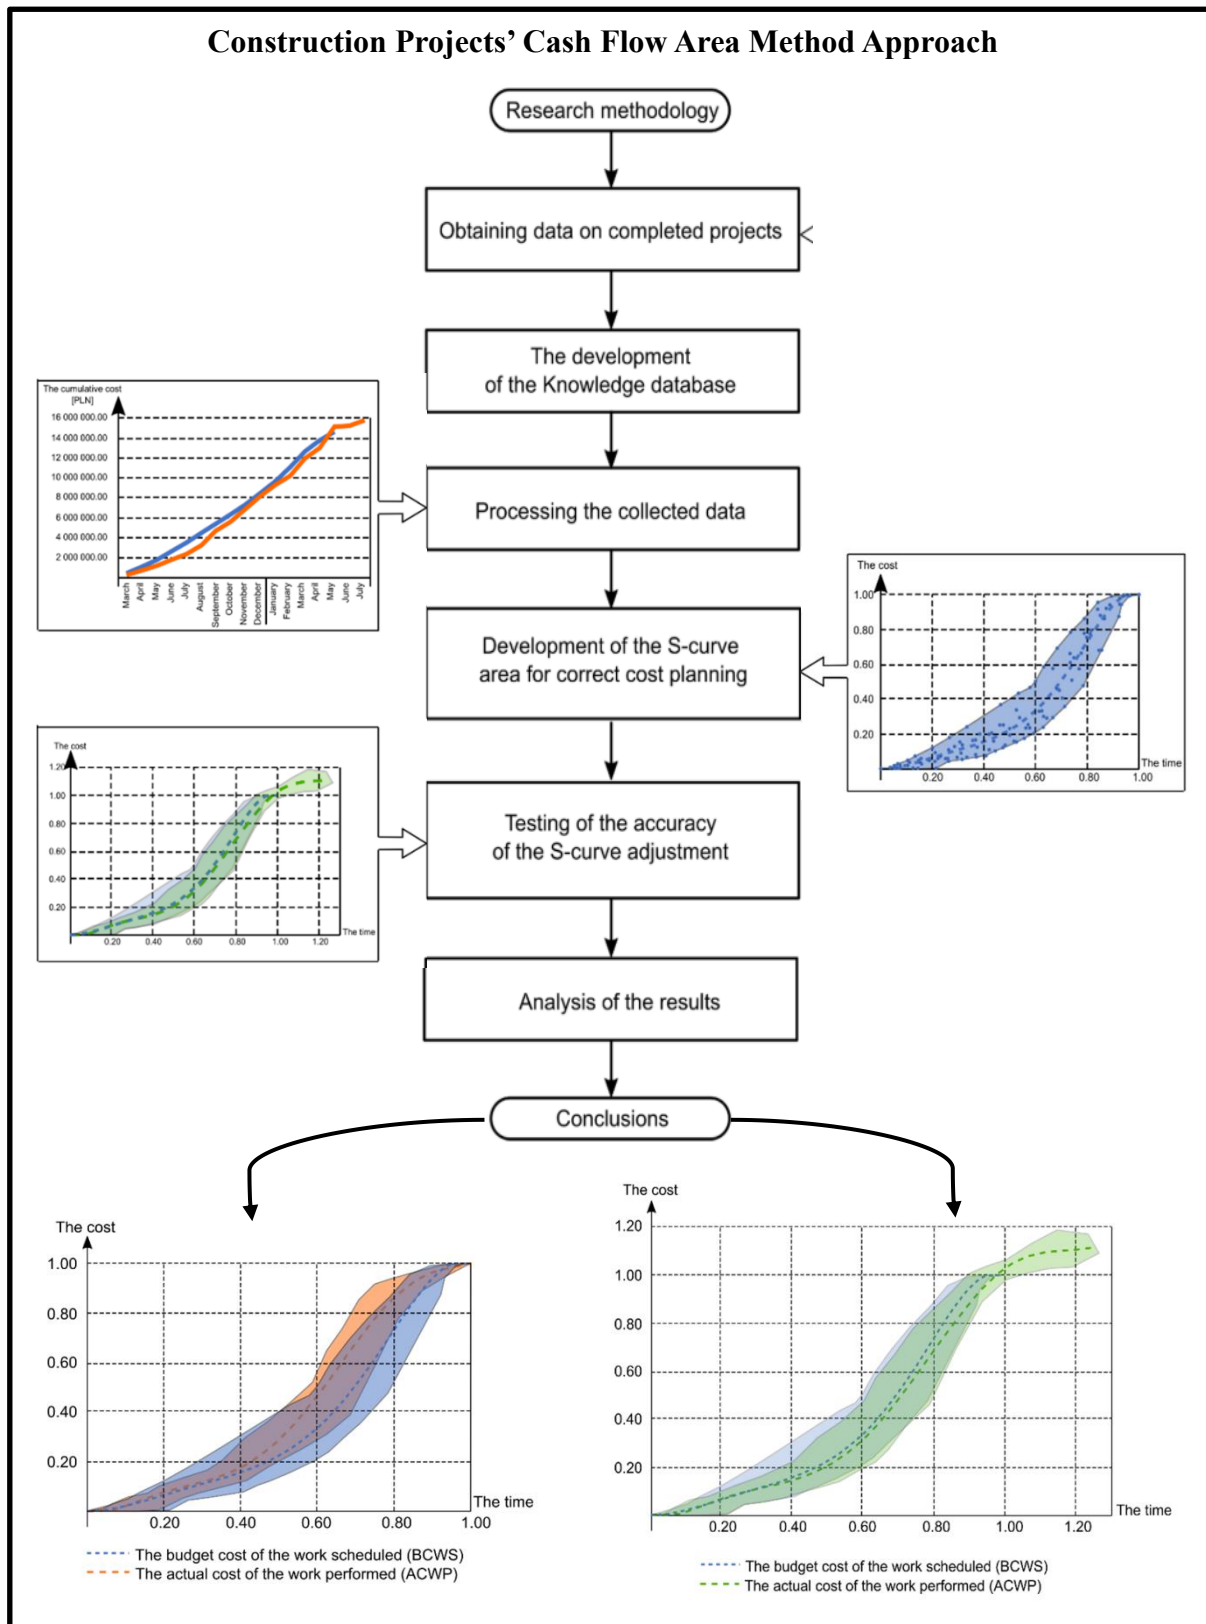 Construction Projects’ Cash Flow Area Method Approach
Research methodology
Obtaining data on completed projects
The development
of the Knowledge database
The cumulative cost
[PLN]
16 000 000.00
14 000 000.00
12 000 000.00
10 000 000.00
8 000 000.00
6 000 000.00
4 000 000.00
2 000 000.00
March
April
May
June
July
August
September
October
November
December
January
February
March
April
May
June
July
Processing the collected data
Development of the S-curve
area for correct cost planning
The cost
1.00
0.80
0.60
0.40
0.20
The time
0.20 0.40 0.60 0.80 1.00
The cost
1.20
1.00
0.80
0.60
0.40
0.20
The time
0.20 0.40 0.60 0.80 1.00 1.20
Testing of the accuracy
of the S-curve adjustment
Analysis of the results
Conclusions
The cost
1.00
0.80
0.60
0.40
0.20
The time
0.20 0.40 0.60 0.80 1.00
The budget cost of the work scheduled (BCWS)
The actual cost of the work performed (ACWP)
The cost
1.20
1.00
0.80
0.60
0.40
0.20
The time
0.20 0.40 0.60 0.80 1.00 1.20
The budget cost of the work scheduled (BCWS)
The actual cost of the work performed (ACWP)